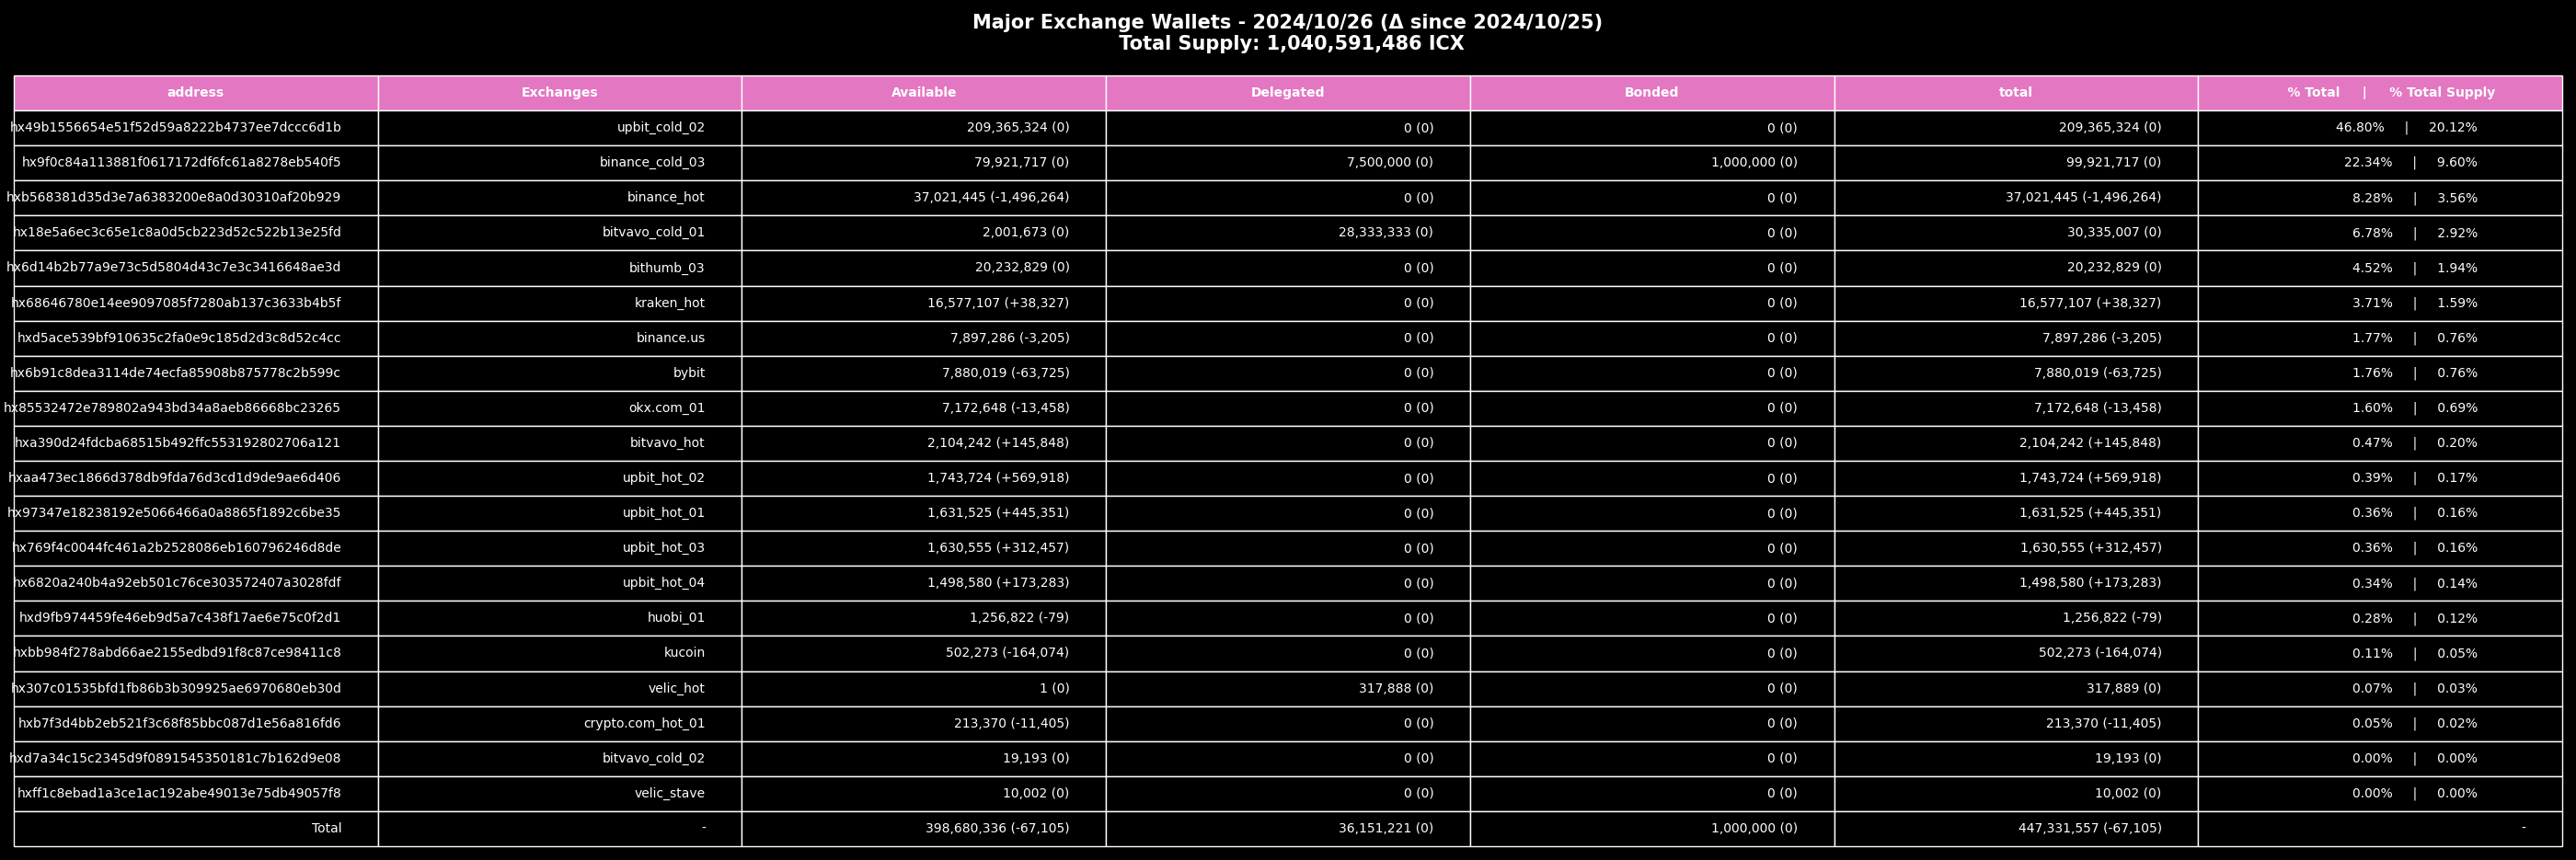 Major Exchange Wallets - 2024/10/26 (Δ since 2024/10/25)
Total Supply: 1,040,591,486 ICX
address Exchanges Available Delegated Bonded total % Total | % Total Supply
hx49b1556654e51f52d59a8222b4737ee7dccc6d1b upbit_cold_02 209,365,324 (0) 0 (0) 0 (0) 209,365,324 (0) 46.80% | 20.12%
hx9f0c84a113881f0617172df6fc61a8278eb540f5 binance_cold_03 79,921,717 (0) 7,500,000 (0) 1,000,000 (0) 99,921,717 (0) 22.34% | 9.60%
hxb568381d35d3e7a6383200e8a0d30310af20b929 binance_hot 37,021,445 (-1,496,264) 0 (0) 0 (0) 37,021,445 (-1,496,264) 8.28% | 3.56%
hx18e5a6ec3c65e1c8a0d5cb223d52c522b13e25fd bitvavo_cold_01 2,001,673 (0) 28,333,333 (0) 0 (0) 30,335,007 (0) 6.78% | 2.92%
hx6d14b2b77a9e73c5d5804d43c7e3c3416648ae3d bithumb_03 20,232,829 (0) 0 (0) 0 (0) 20,232,829 (0) 4.52% | 1.94%
hx68646780e14ee9097085f7280ab137c3633b4b5f kraken_hot 16,577,107 (+38,327) 0 (0) 0 (0) 16,577,107 (+38,327) 3.71% | 1.59%
hxd5ace539bf910635c2fa0e9c185d2d3c8d52c4cc binance.us 7,897,286 (-3,205) 0 (0) 0 (0) 7,897,286 (-3,205) 1.77% | 0.76%
hx6b91c8dea3114de74ecfa85908b875778c2b599c bybit 7,880,019 (-63,725) 0 (0) 0 (0) 7,880,019 (-63,725) 1.76% | 0.76%
hx85532472e789802a943bd34a8aeb86668bc23265 okx.com_01 7,172,648 (-13,458) 0 (0) 0 (0) 7,172,648 (-13,458) 1.60% | 0.69%
hxa390d24fdcba68515b492ffc553192802706a121 bitvavo_hot 2,104,242 (+145,848) 0 (0) 0 (0) 2,104,242 (+145,848) 0.47% | 0.20%
hxaa473ec1866d378db9fda76d3cd1d9de9ae6d406 upbit_hot_02 1,743,724 (+569,918) 0 (0) 0 (0) 1,743,724 (+569,918) 0.39% | 0.17%
hx97347e18238192e5066466a0a8865f1892c6be35 upbit_hot_01 1,631,525 (+445,351) 0 (0) 0 (0) 1,631,525 (+445,351) 0.36% | 0.16%
hx769f4c0044fc461a2b2528086eb160796246d8de upbit_hot_03 1,630,555 (+312,457) 0 (0) 0 (0) 1,630,555 (+312,457) 0.36% | 0.16%
hx6820a240b4a92eb501c76ce303572407a3028fdf upbit_hot_04 1,498,580 (+173,283) 0 (0) 0 (0) 1,498,580 (+173,283) 0.34% | 0.14%
hxd9fb974459fe46eb9d5a7c438f17ae6e75c0f2d1 huobi_01 1,256,822 (-79) 0 (0) 0 (0) 1,256,822 (-79) 0.28% | 0.12%
hxbb984f278abd66ae2155edbd91f8c87ce98411c8 kucoin 502,273 (-164,074) 0 (0) 0 (0) 502,273 (-164,074) 0.11% | 0.05%
hx307c01535bfd1fb86b3b309925ae6970680eb30d velic_hot 1 (0) 317,888 (0) 0 (0) 317,889 (0) 0.07% | 0.03%
hxb7f3d4bb2eb521f3c68f85bbc087d1e56a816fd6 crypto.com_hot_01 213,370 (-11,405) 0 (0) 0 (0) 213,370 (-11,405) 0.05% | 0.02%
hxd7a34c15c2345d9f0891545350181c7b162d9e08 bitvavo_cold_02 19,193 (0) 0 (0) 0 (0) 19,193 (0) 0.00% | 0.00%
hxff1c8ebad1a3ce1ac192abe49013e75db49057f8 velic_stave 10,002 (0) 0 (0) 0 (0) 10,002 (0) 0.00% | 0.00%
Total - 398,680,336 (-67,105) 36,151,221 (0) 1,000,000 (0) 447,331,557 (-67,105) -